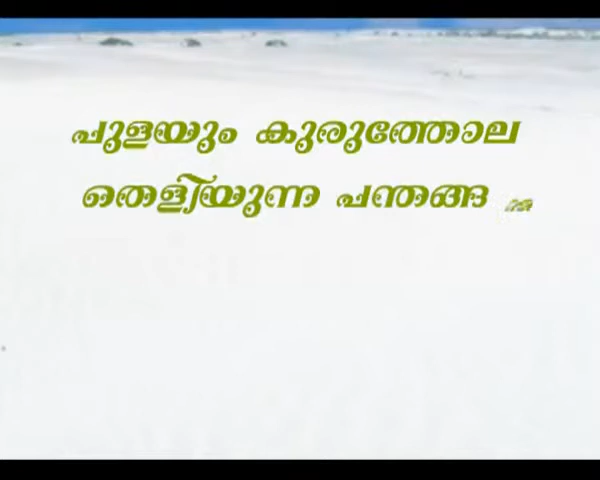 പുളയും കുരുത്തോല
തെളിയുന്ന പന്തങ്ങ